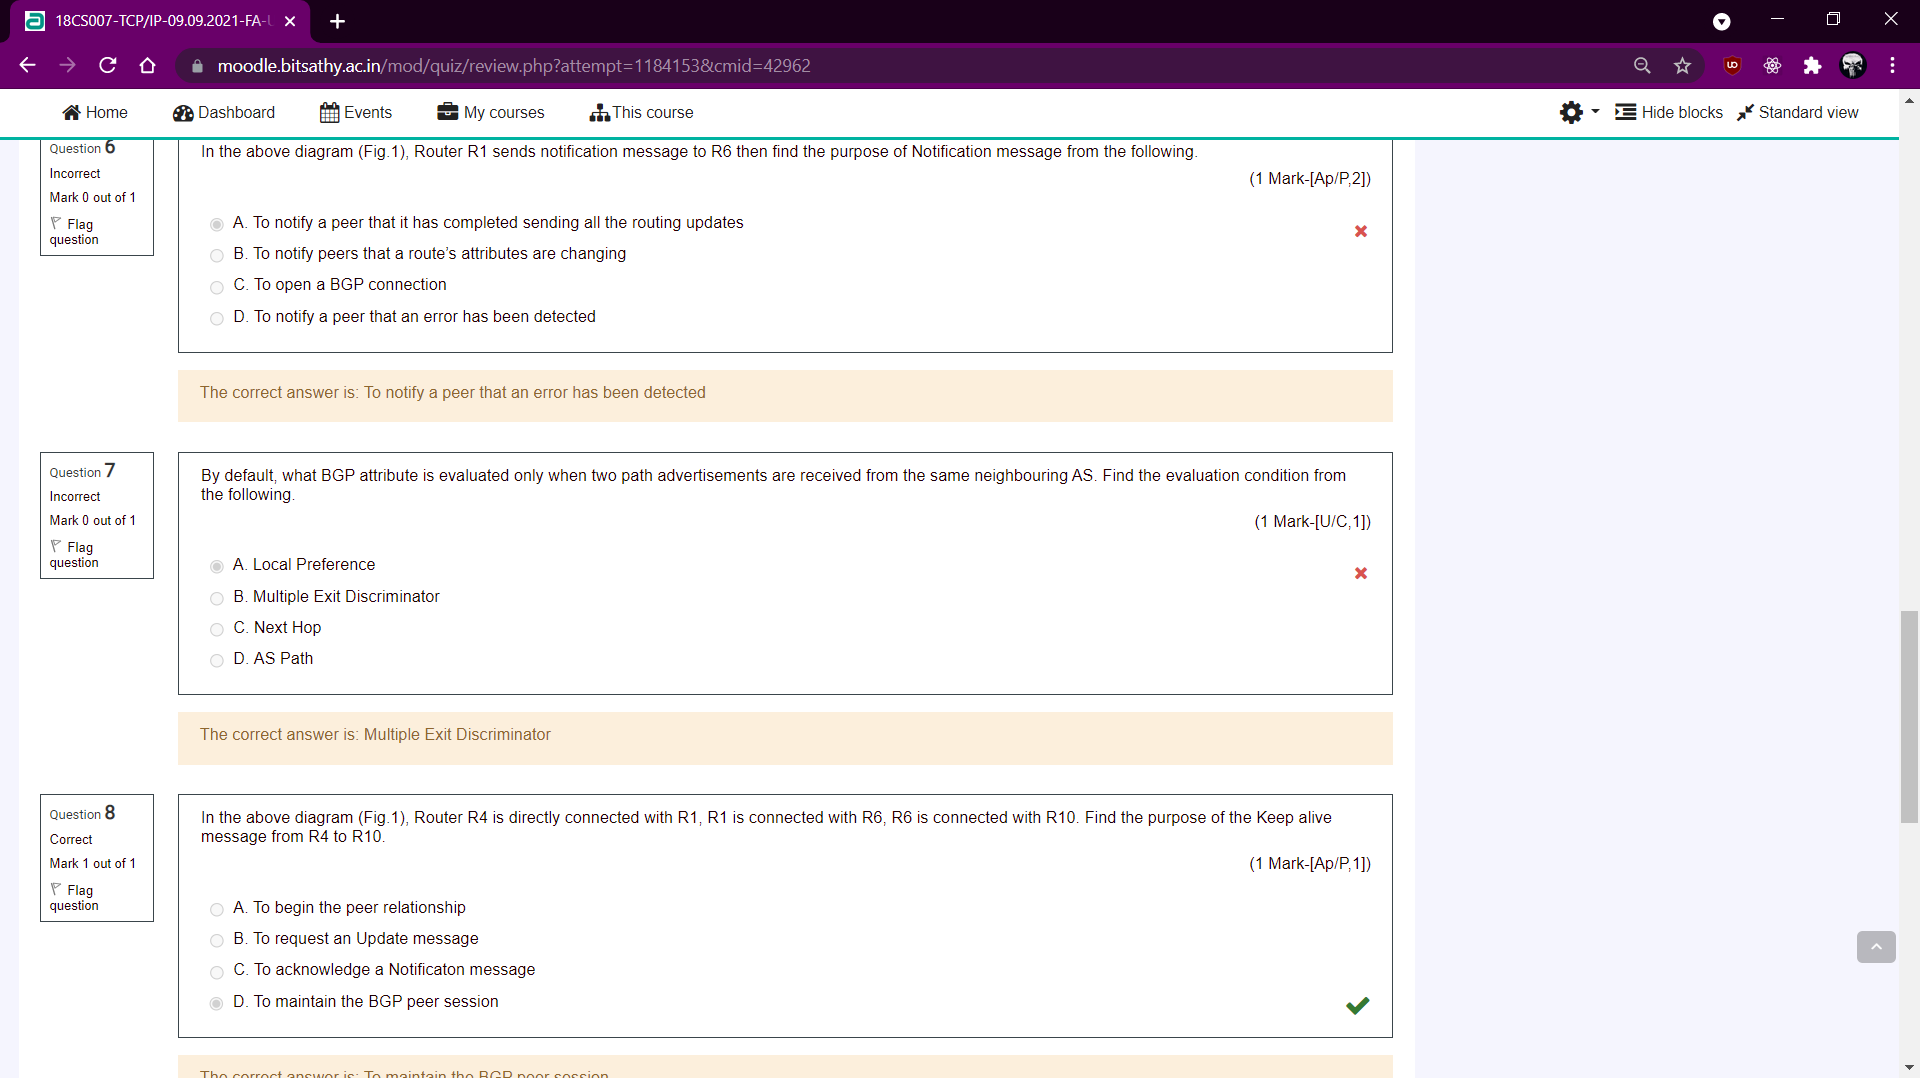 18CS007-TCP/IP-09.09.2021-FA-
moodle.bitsathy.ac.in/mod/quiz/review.php?attempt=1184153&cmid=42962
Home Dashboard Events My courses This course Hide blocks Standard view
Question 6
Incorrect
Mark 0 out of 1
Flag
question
In the above diagram (Fig.1), Router R1 sends notification message to R6 then find the purpose of Notification message from the following.
(1 Mark-[Ap/P,2])
A. To notify a peer that it has completed sending all the routing updates
B. To notify peers that a route’s attributes are changing
C. To open a BGP connection
D. To notify a peer that an error has been detected
The correct answer is: To notify a peer that an error has been detected
Question 7
Incorrect
Mark 0 out of 1
Flag
question
By default, what BGP attribute is evaluated only when two path advertisements are received from the same neighbouring AS. Find the evaluation condition from
the following.
(1 Mark-[U/C,1])
A. Local Preference
B. Multiple Exit Discriminator
C. Next Hop
D. AS Path
The correct answer is: Multiple Exit Discriminator
Question 8
Correct
Mark 1 out of 1
Flag
question
In the above diagram (Fig.1), Router R4 is directly connected with R1, R1 is connected with R6, R6 is connected with R10. Find the purpose of the Keep alive
message from R4 to R10.
(1 Mark-[Ap/P,1])
A. To begin the peer relationship
B. To request an Update message
C. To acknowledge a Notificaton message
D. To maintain the BGP peer session
The correct answer is: To maintain the BGP peer session